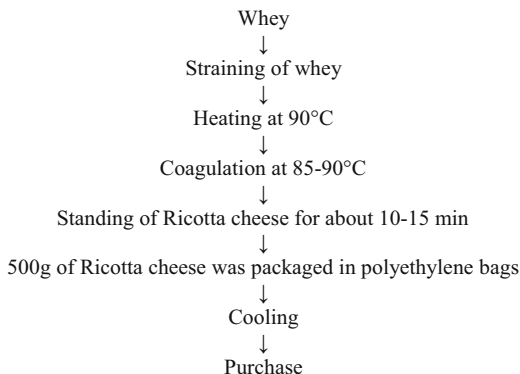 Whey
↓
Straining of whey
↓
Heating at 90°C
↓
Coagulation at 85-90°C
↓
Standing of Ricotta cheese for about 10-15 min
↓
500g of Ricotta cheese was packaged in polyethylene bags
↓
Cooling
↓
Purchase